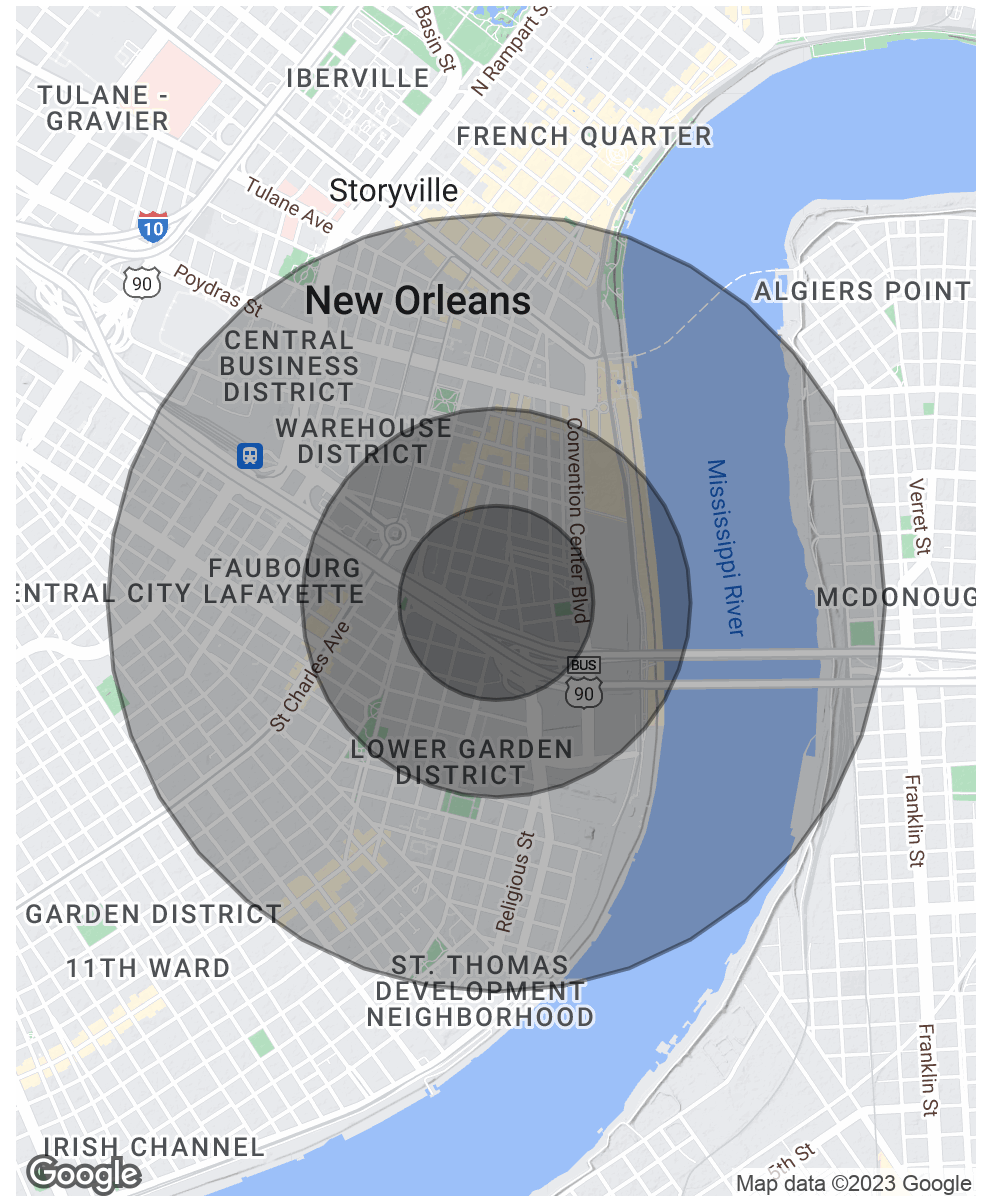 Basin St
N Rampart S
IBERVILLE
TULANE -
GRAVIER
FRENCH QUARTER
Storyville
Tulane Ave
10
90
Poydras St
New Orleans
ALGIERS POINT
CENTRAL
BUSINESS
DISTRICT
WAREHOUSE
DISTRICT
Convention Center Blvd
Mississippi River
Verret St
FAUBOURG
LAFAYETTE
ENTRAL CITY
MCDONOUG
St Charles Ave
BUS
90
LOWER GARDEN
DISTRICT
Franklin St
Religious St
GARDEN DISTRICT
11TH WARD
ST. THOMAS
DEVELOPMENT
NEIGHBORHOOD
Franklin St
IRISH CHANNEL
5th St
Google
Map data ©2023 Google